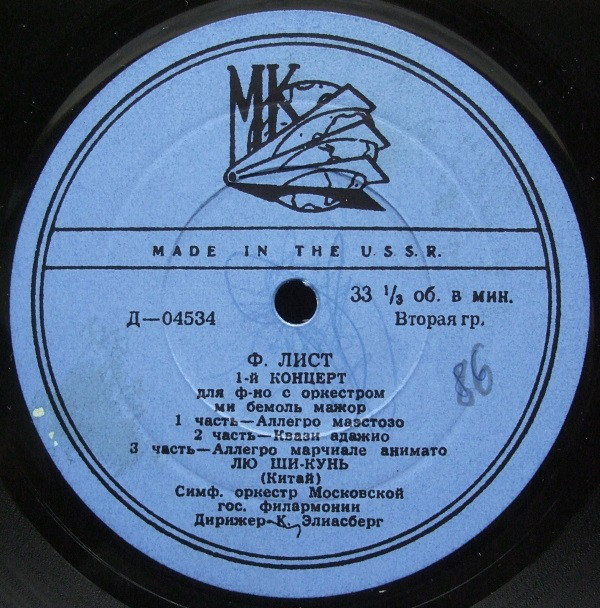 МК
MADE IN THE U.S.S.R.
Д—04534
33 1/3 об. в мин.
Вторая гр.
Ф. ЛИСТ
1-й КОНЦЕРТ
для ф-но с оркестром
ми бемоль мажор
1 часть—Аллегро маэстозо
2 часть—Квази адажио
3 часть—Аллегро марчиале анимато
ЛЮ ШИ-КУНЬ
(Китай)
Симф. оркестр Московской
гос. филармонии
Дирижер—К. Элиасберг
86